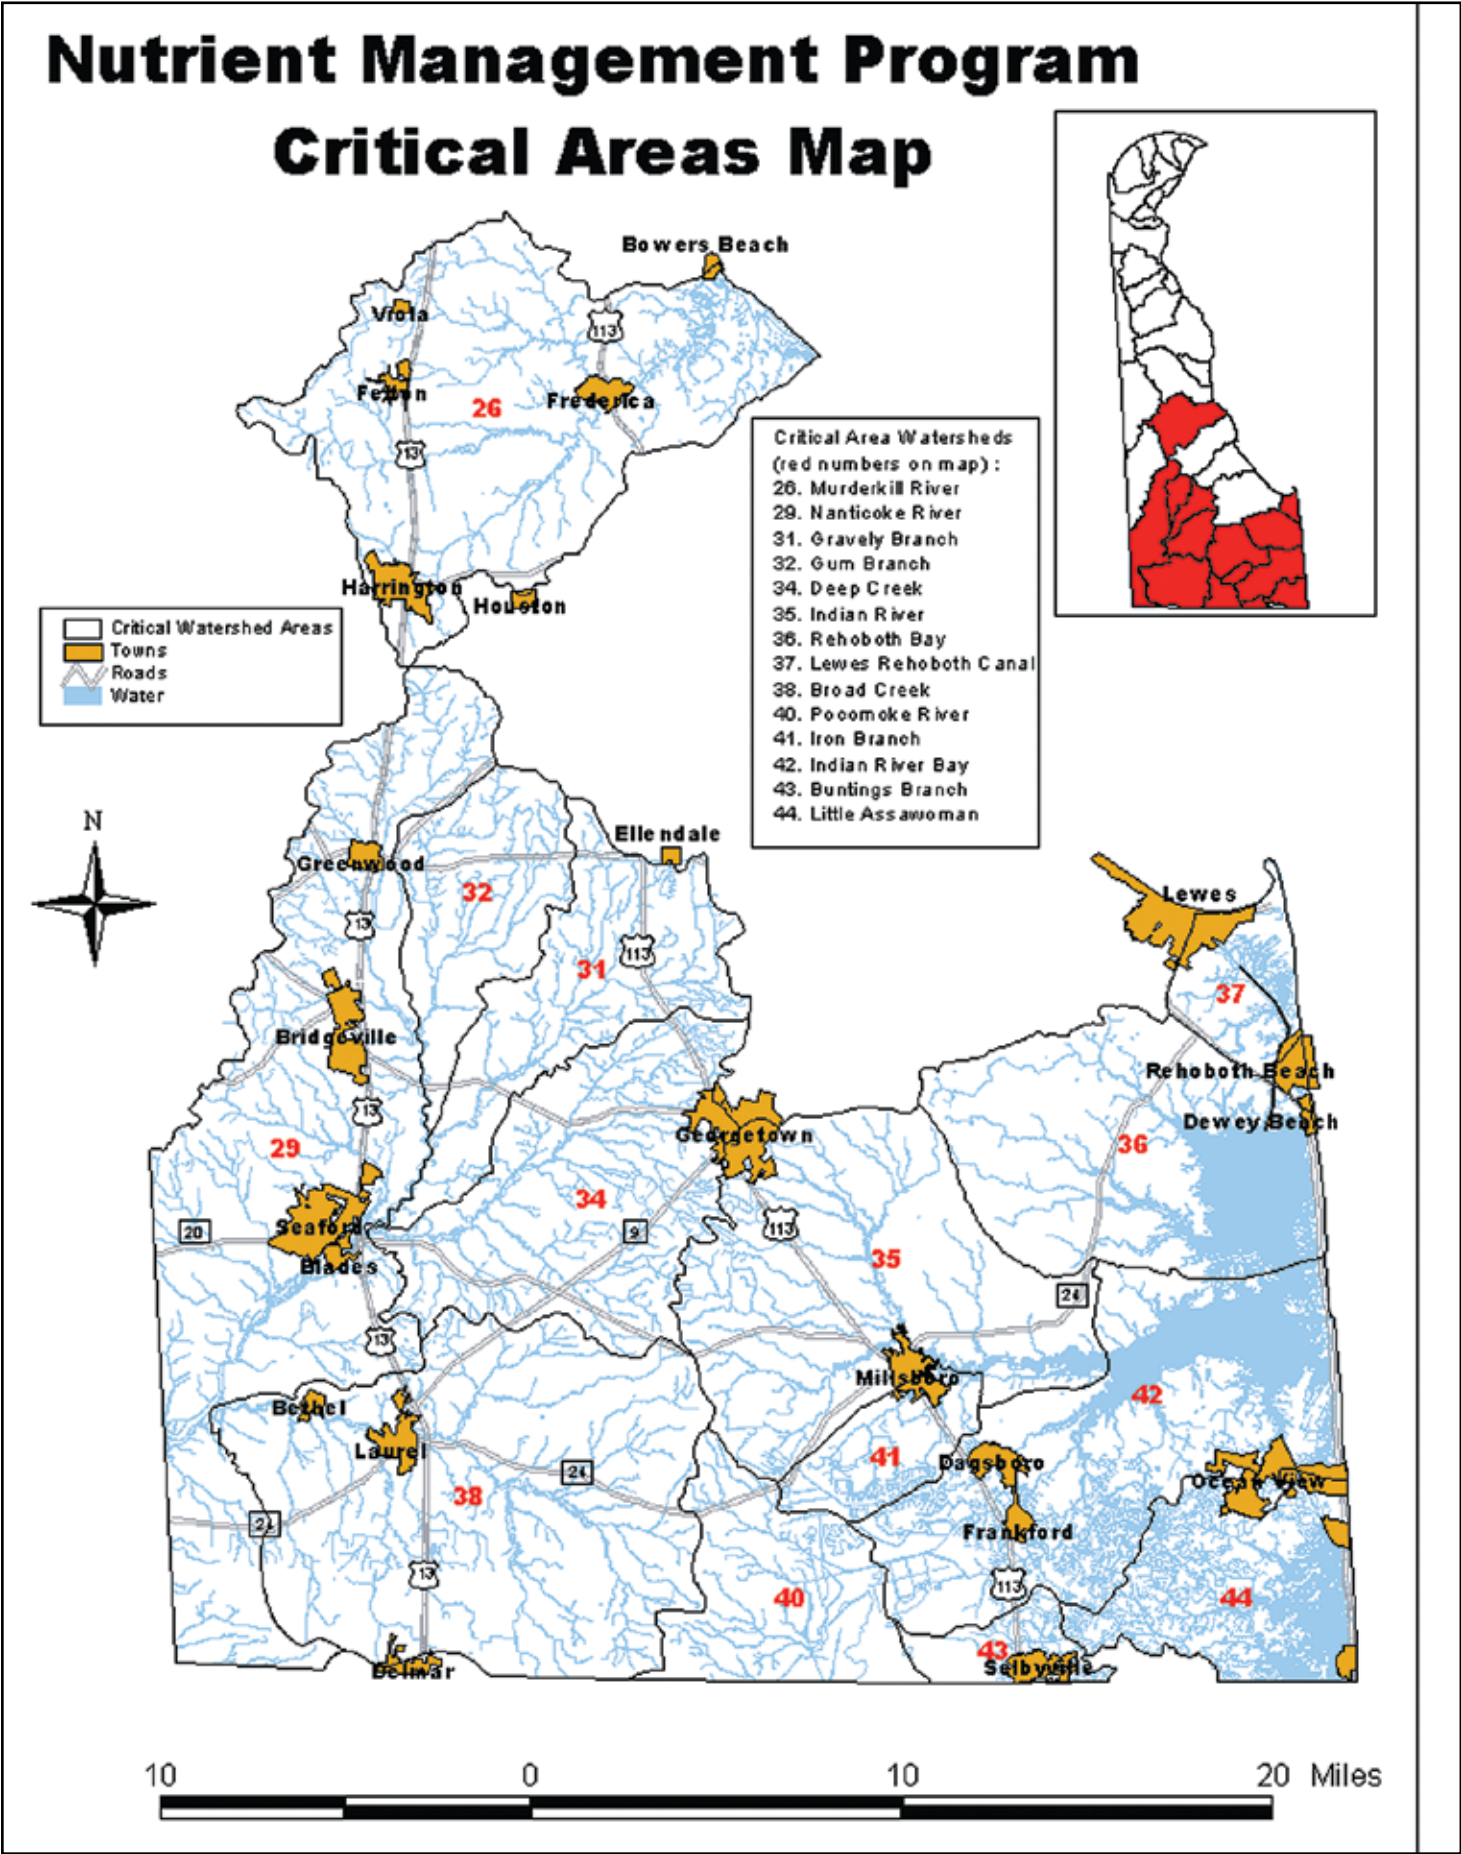 Nutrient Management Program
Critical Areas Map
Bowers Beach
Viola
113
Felton
Frederica
26
13
Critical Area Watersheds
(red numbers on map) :
26. Murderkill River
29. Nanticoke River
31. Gravely Branch
32. Gum Branch
34. Deep Creek
35. Indian River
36. Rehoboth Bay
37. Lewes Rehoboth Canal
38. Broad Creek
40. Pocomoke River
41. Iron Branch
42. Indian River Bay
43. Buntings Branch
44. Little Assawoman
Harrington
Houston
Critical Watershed Areas
Towns
Roads
Water
N
Ellendale
Greenwood
32
Lewes
13
113
31
37
Bridgeville
Rehoboth Beach
13
Dewey Beach
Georgetown
29
36
34
Seaford
20
9
113
35
Blades
24
13
Millsboro
42
Bethel
Laurel
41
Dagsboro
24
Ocean View
38
24
Frankford
13
113
40
44
43
Delmar
Selbyville
10 0 10 20 Miles